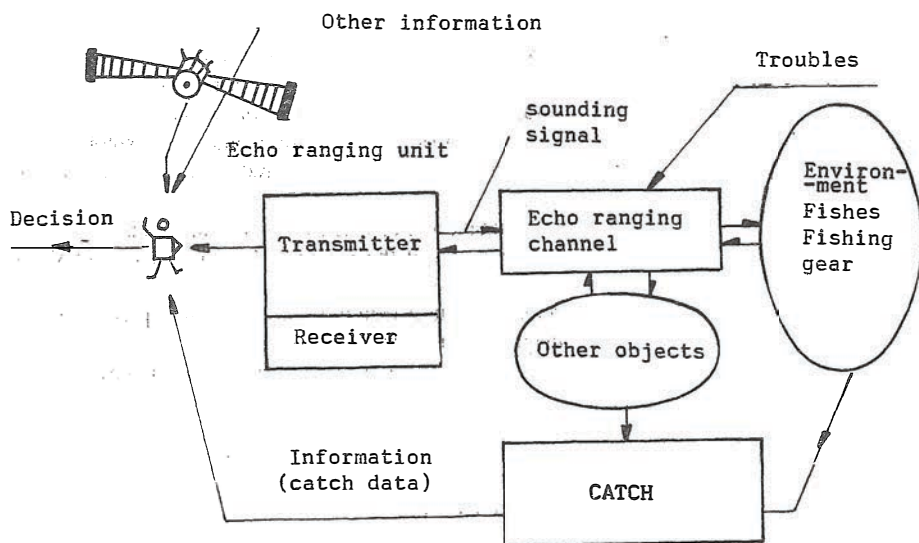 Other information
Troubles
sounding
signal
Echo ranging unit
Environ-
-ment
Fishes
Fishing
gear
Decision
Transmitter
Echo ranging
channel
Receiver
Other objects
Information
(catch data)
CATCH